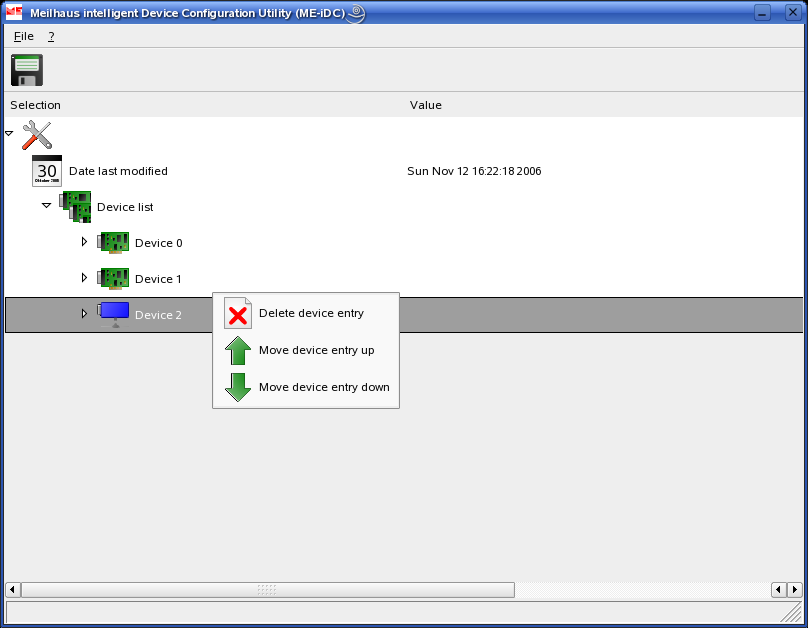 Meilhaus intelligent Device Configuration Utility (ME-iDC)
File ?
Selection Value
30
Date last modified Sun Nov 12 16:22:18 2006
Device list
Device 0
Device 1
Device 2
Delete device entry
Move device entry up
Move device entry down